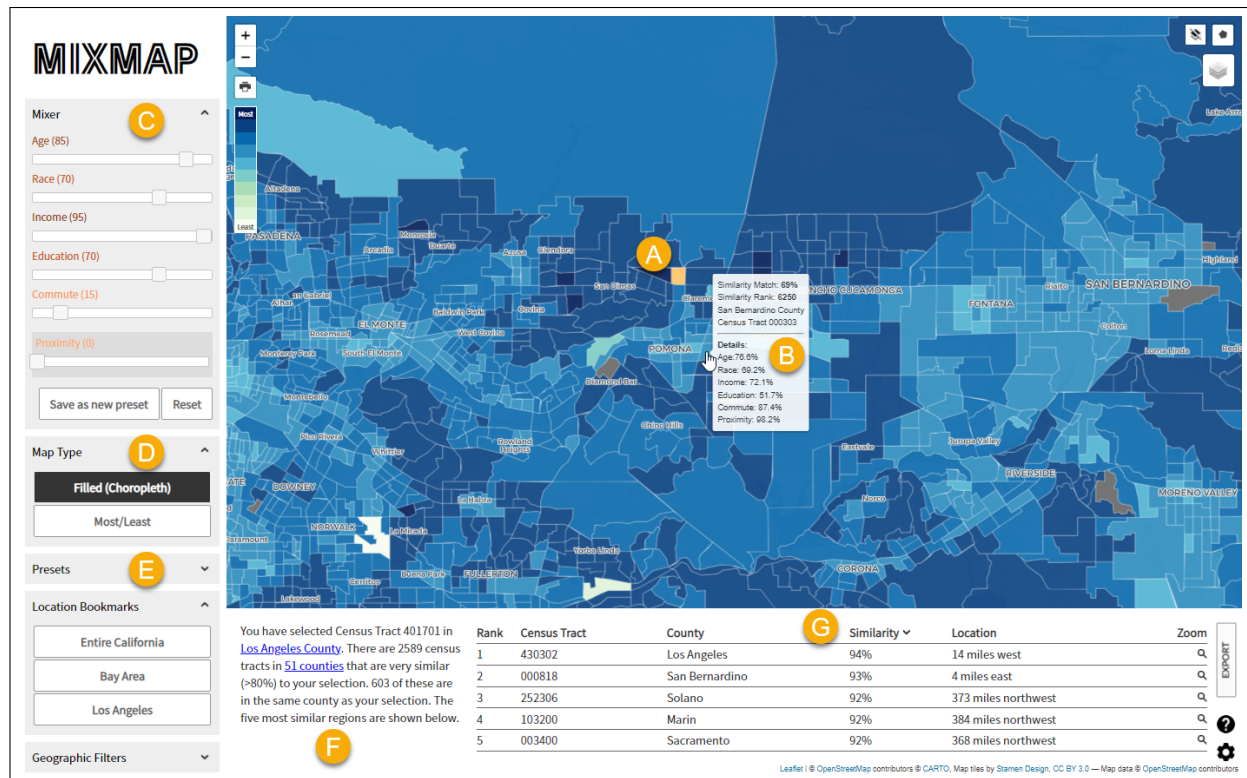 MIXMAP
Mixer
C
Age (85)
Race (70)
Income (95)
Education (70)
Commute (15)
Proximity (0)
Save as new preset
Reset
Map Type
D
Filled (Choropleth)
Most/Least
Presets
E
Location Bookmarks
Entire California
Bay Area
Los Angeles
Geographic Filters
+
−
Most
Least
Altadena
PASADENA
Arcadia
Monrovia
Duarte
Azusa
Glendora
San Dimas
A
San Gabriel
Alhar
EL MONTE
Baldwin Park
Covina
West Covina
Rosemead
Monterey Park
South El Monte
Montebello
Pico Rivera
Whittier
Rowland
Heights
Diamond Bar
POMONA
Chino Hills
DOWNEY
NORWALK
La Mirada
La Habra
Paramount
Cerritos
Buena Park
FULLERTON
Yorba Linda
Lakewood
CORONA
Norco
Eastvale
Jurupa Valley
RIVERSIDE
MORENO VALLEY
FONTANA
Rialto
SAN BERNARDINO
Highland
Colton
Loma Linda
Redl
Lake Arro
Similarity Match: 69%
Similarity Rank: 6250
San Bernardino County
Census Tract 000303
Details:
Age:76.6%
Race: 69.2%
Income: 72.1%
Education: 51.7%
Commute: 87.4%
Proximity: 98.2%
B
You have selected Census Tract 401701 in
Los Angeles County. There are 2589 census
tracts in 51 counties that are very similar
(>80%) to your selection. 603 of these are
in the same county as your selection. The
five most similar regions are shown below.
F
G
Rank Census Tract County Similarity Location Zoom
1 430302 Los Angeles 94% 14 miles west
2 000818 San Bernardino 93% 4 miles east
3 252306 Solano 92% 373 miles northwest
4 103200 Marin 92% 384 miles northwest
5 003400 Sacramento 92% 368 miles northwest
EXPORT
?
Leaflet | © OpenStreetMap contributors © CARTO, Map tiles by Stamen Design, CC BY 3.0 — Map data © OpenStreetMap contributors